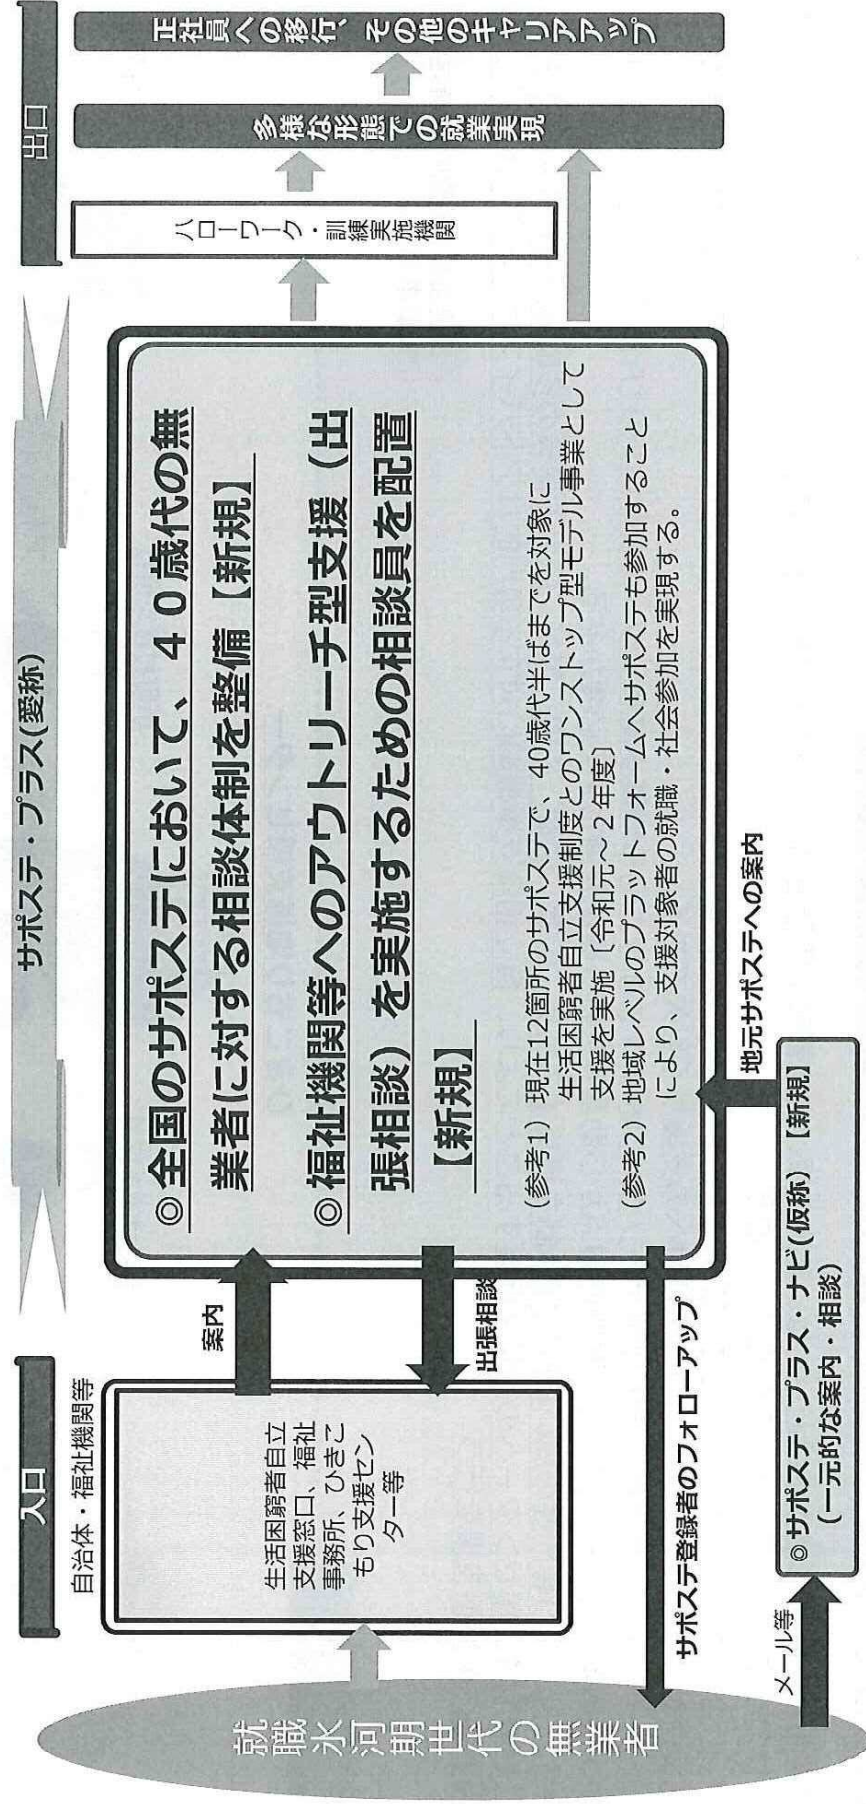 入口
サポステ・プラス(愛称)
出口
就職氷河期世代の無業者
自治体・福祉機関等
生活困窮者自立
支援窓口、福祉
事務所、ひきこ
もり支援セン
ター等
案内
出張相談
サポステ登録者のフォローアップ
メール等
◎サポステ・プラス・ナビ(仮称)【新規】
(一元的な案内・相談)
地元サポステへの案内
◎全国のサポステにおいて、40歳代の無
業者に対する相談体制を整備【新規】
◎福祉機関等へのアウトリーチ型支援(出
張相談)を実施するための相談員を配置
【新規】
(参考1)現在12箇所のサポステで、40歳代半ばまでを対象に
生活困窮者自立支援制度とのワンストップ型モデル事業として
支援を実施〔令和元~2年度〕
(参考2)地域レベルのプラットフォームへサポステも参加すること
により、支援対象者の就職・社会参加を実現する。
ハローワーク・訓練実施機関
多様な形態での就業実現
正社員への移行、その他のキャリアアップ